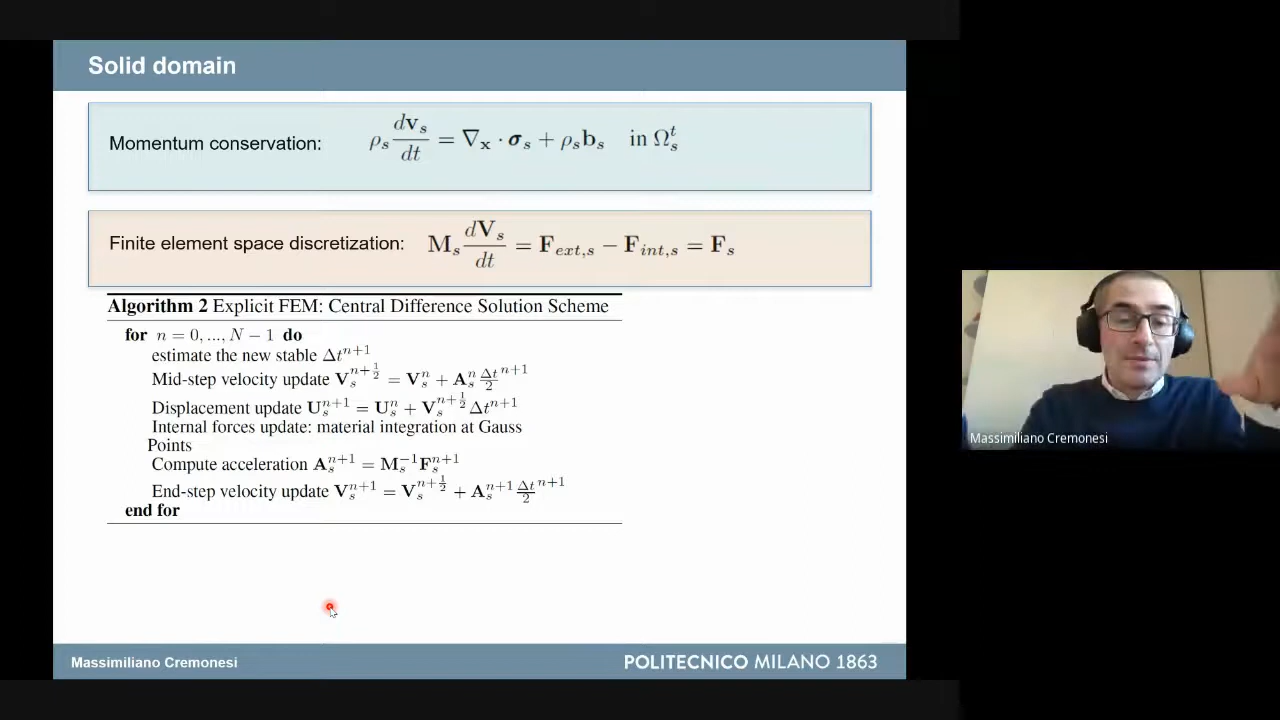 Solid domain
Momentum conservation: ρ_s dv_s/dt = ∇_x · σ_s + ρ_s b_s in Ω_s^t
Finite element space discretization: M_s dV_s/dt = F_{ext,s} − F_{int,s} = F_s
Algorithm 2 Explicit FEM: Central Difference Solution Scheme
for n = 0, ..., N − 1 do
estimate the new stable Δt^{n+1}
Mid-step velocity update V_s^{n+1/2} = V_s^n + A_s^n Δt/2^{n+1}
Displacement update U_s^{n+1} = U_s^n + V_s^{n+1/2} Δt^{n+1}
Internal forces update: material integration at Gauss
Points
Compute acceleration A_s^{n+1} = M_s^{-1} F_s^{n+1}
End-step velocity update V_s^{n+1} = V_s^{n+1/2} + A_s^{n+1} Δt/2^{n+1}
end for
Massimiliano Cremonesi
POLITECNICO MILANO 1863
Massimiliano Cremonesi